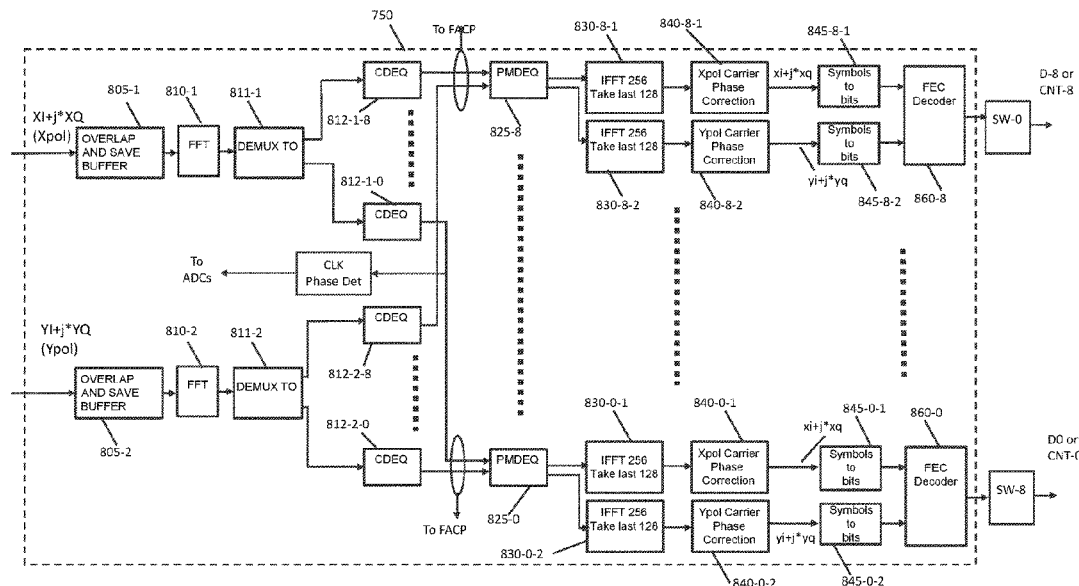 750
To FACP
830-8-1
840-8-1
845-8-1
805-1
810-1
811-1
CDEQ
812-1-8
PMDEQ
825-8
IFFT 256
Take last 128
Xpol Carrier
Phase
Correction
xi+j*xq
Symbols
to
bits
FEC
Decoder
D-8 or
CNT-8
SW-0
XI+j*XQ
(Xpol)
OVERLAP
AND SAVE
BUFFER
FFT
DEMUX TO
IFFT 256
Take last 128
Ypol Carrier
Phase
Correction
yi+j*yq
Symbols
to
bits
860-8
830-8-2
840-8-2
845-8-2
812-1-0
CDEQ
To
ADCs
CLK
Phase Det
YI+j*YQ
(Ypol)
810-2
811-2
CDEQ
812-2-8
OVERLAP
AND SAVE
BUFFER
FFT
DEMUX TO
805-2
812-2-0
CDEQ
To FACP
PMDEQ
825-0
830-0-1
840-0-1
xi+j*xq
845-0-1
860-0
IFFT 256
Take last 128
Xpol Carrier
Phase
Correction
Symbols
to
bits
FEC
Decoder
D0 or
CNT-0
SW-8
IFFT 256
Take last 128
Ypol Carrier
Phase
Correction
yi+j*yq
Symbols
to
bits
830-0-2
840-0-2
845-0-2